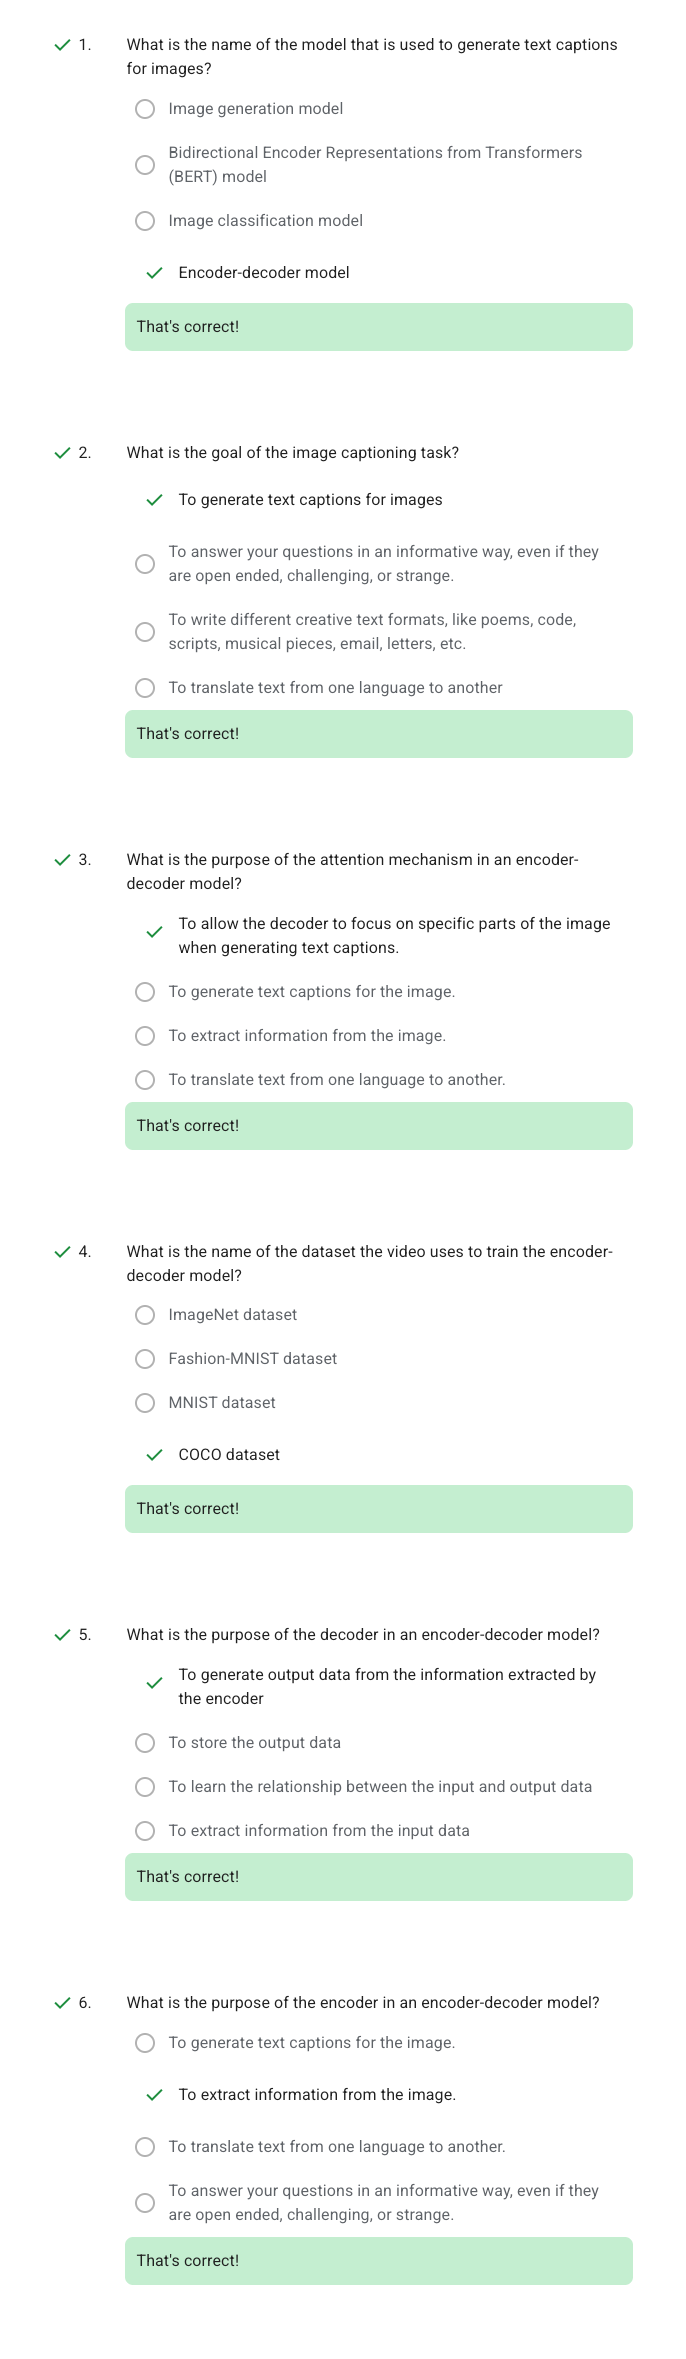 1. What is the name of the model that is used to generate text captions
for images?
Image generation model
Bidirectional Encoder Representations from Transformers
(BERT) model
Image classification model
Encoder-decoder model
That's correct!
2. What is the goal of the image captioning task?
To generate text captions for images
To answer your questions in an informative way, even if they
are open ended, challenging, or strange.
To write different creative text formats, like poems, code,
scripts, musical pieces, email, letters, etc.
To translate text from one language to another
That's correct!
3. What is the purpose of the attention mechanism in an encoder-
decoder model?
To allow the decoder to focus on specific parts of the image
when generating text captions.
To generate text captions for the image.
To extract information from the image.
To translate text from one language to another.
That's correct!
4. What is the name of the dataset the video uses to train the encoder-
decoder model?
ImageNet dataset
Fashion-MNIST dataset
MNIST dataset
COCO dataset
That's correct!
5. What is the purpose of the decoder in an encoder-decoder model?
To generate output data from the information extracted by
the encoder
To store the output data
To learn the relationship between the input and output data
To extract information from the input data
That's correct!
6. What is the purpose of the encoder in an encoder-decoder model?
To generate text captions for the image.
To extract information from the image.
To translate text from one language to another.
To answer your questions in an informative way, even if they
are open ended, challenging, or strange.
That's correct!